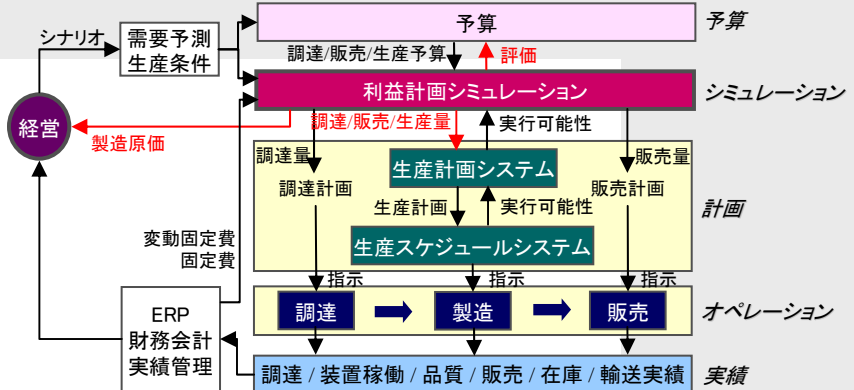 予算
予算
シナリオ
需要予測
生産条件
調達/販売/生産予算
評価
利益計画シミュレーション
シミュレーション
経営
製造原価
調達/販売/生産量
実行可能性
調達量
販売量
生産計画システム
調達計画
販売計画
生産計画
実行可能性
計画
変動固定費
固定費
生産スケジュールシステム
指示
指示
指示
ERP
財務会計
実績管理
調達
製造
販売
オペレーション
調達 / 装置稼働 / 品質 / 販売 / 在庫 / 輸送実績
実績